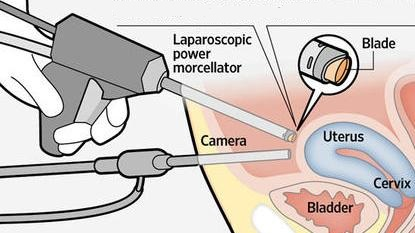 Laparoscopic
power
morcellator
Blade
Camera
Uterus
Cervix
Bladder